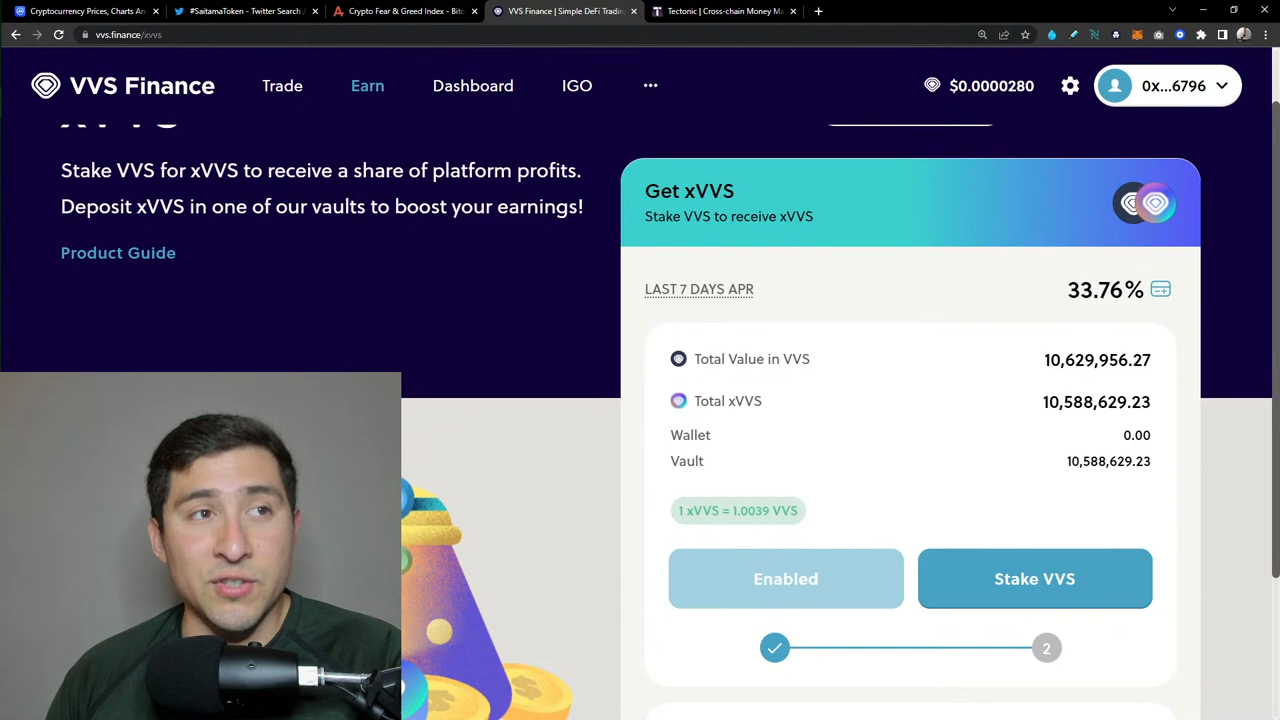 Cryptocurrency Prices, Charts An
#SaitamaToken - Twitter Search /
Crypto Fear & Greed Index - Bitc
VVS Finance | Simple DeFi Tradin
Tectonic | Cross-chain Money Ma
vvs.finance/xvvs
VVS Finance
Trade
Earn
Dashboard
IGO
$0.0000280
0x...6796
xVVS
Stake VVS for xVVS to receive a share of platform profits.
Deposit xVVS in one of our vaults to boost your earnings!
Product Guide
Get xVVS
Stake VVS to receive xVVS
LAST 7 DAYS APR
33.76%
Total Value in VVS
10,629,956.27
Total xVVS
10,588,629.23
Wallet
0.00
Vault
10,588,629.23
1 xVVS = 1.0039 VVS
Enabled
Stake VVS
2